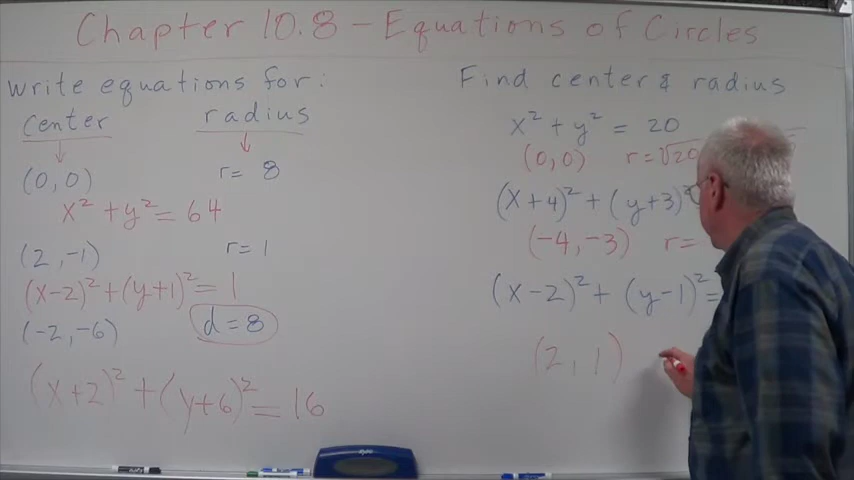 Chapter 10.8 - Equations of Circles
Write equations for:
Center radius
(0,0) r= 8
x² + y² = 64
(2,-1) r= 1
(x-2)² + (y+1)² = 1
(-2,-6) d = 8
(x+2)² + (y+6)² = 16
Find center & radius
x² + y² = 20
(0,0) r = √20
(x+4)² + (y+3)²
(-4,-3) r =
(x-2)² + (y-1)² =
(2, 1)
expo